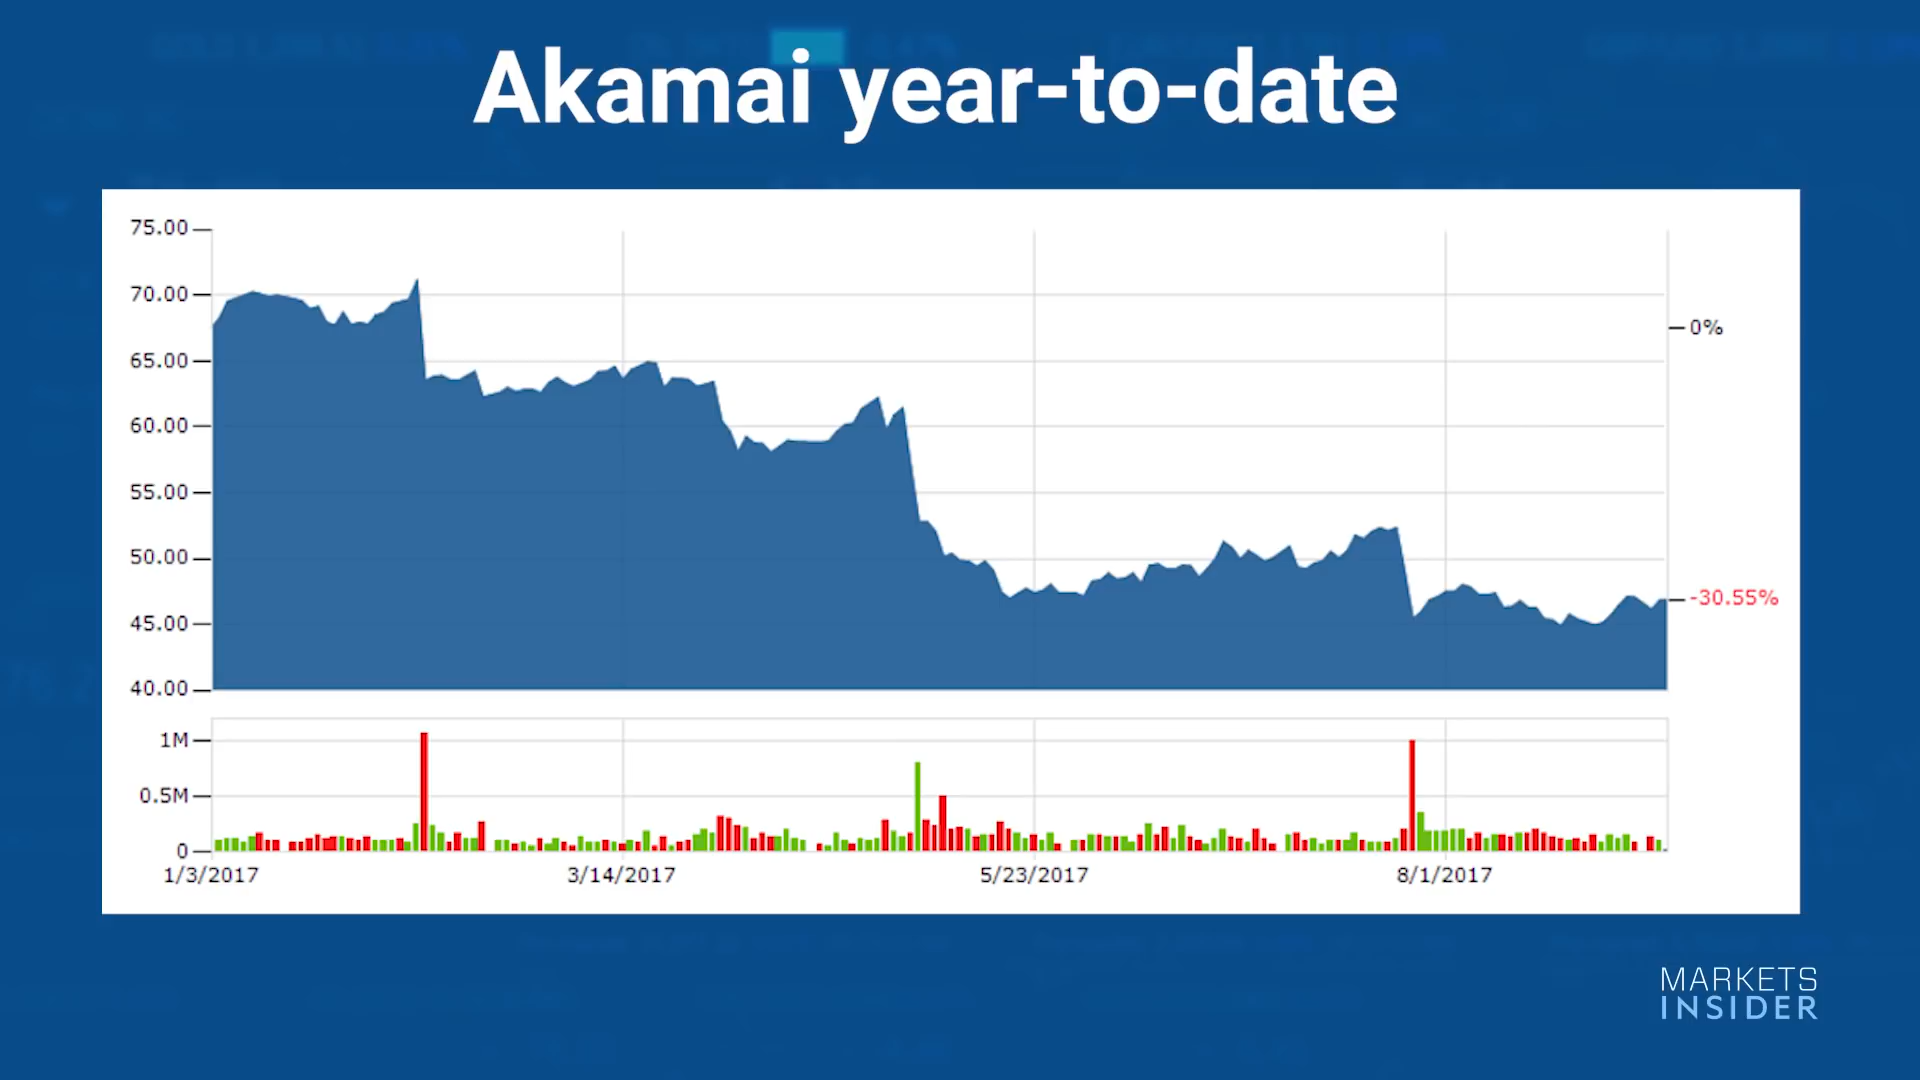 Akamai year-to-date
75.00
70.00
0%
65.00
60.00
55.00
50.00
-30.55%
45.00
40.00
1M
0.5M
0
1/3/2017 3/14/2017 5/23/2017 8/1/2017
MARKETS
INSIDER